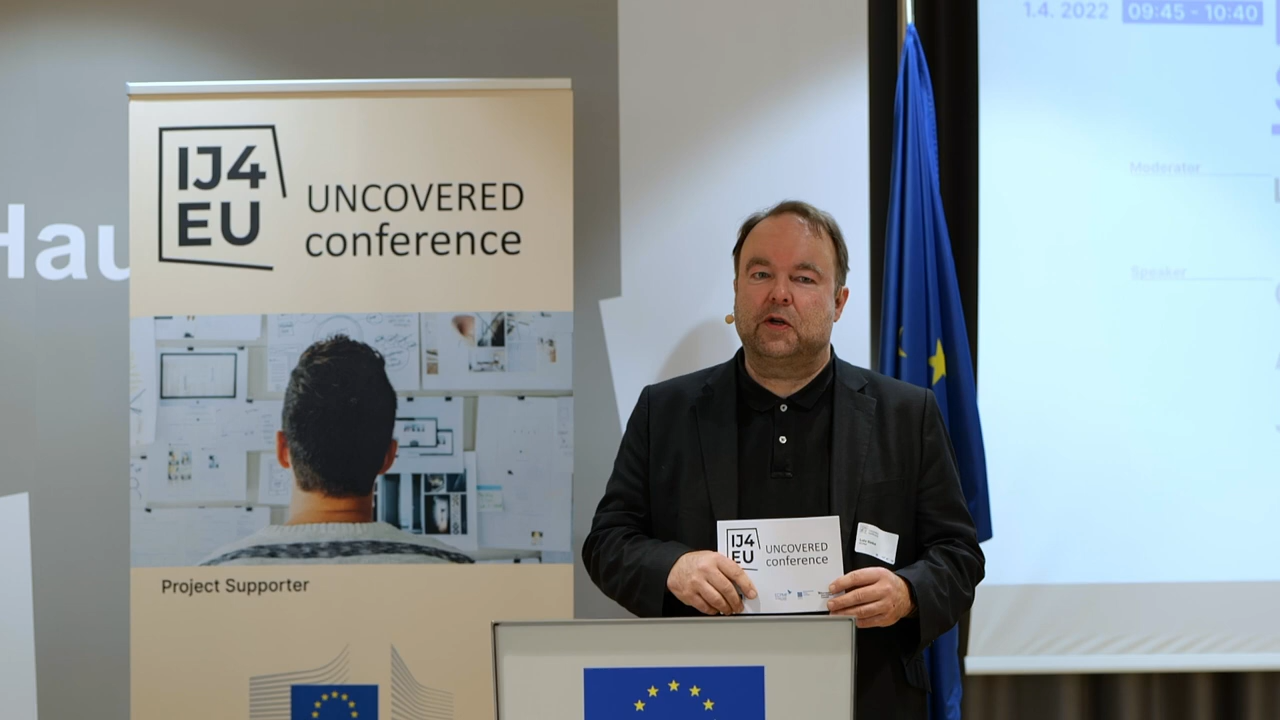 Hau
IJ4
EU
UNCOVERED
conference
Project Supporter
IJ4
EU
UNCOVERED
conference
1.4. 2022
09:45 - 10:40
Moderator
Speaker